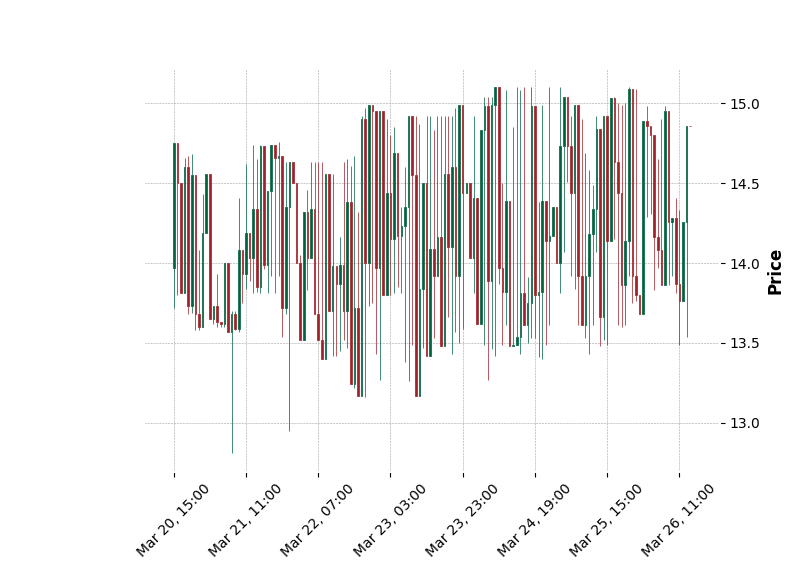 15.0
14.5
14.0
13.5
13.0
Price
Mar 20, 15:00
Mar 21, 11:00
Mar 22, 07:00
Mar 23, 03:00
Mar 23, 23:00
Mar 24, 19:00
Mar 25, 15:00
Mar 26, 11:00